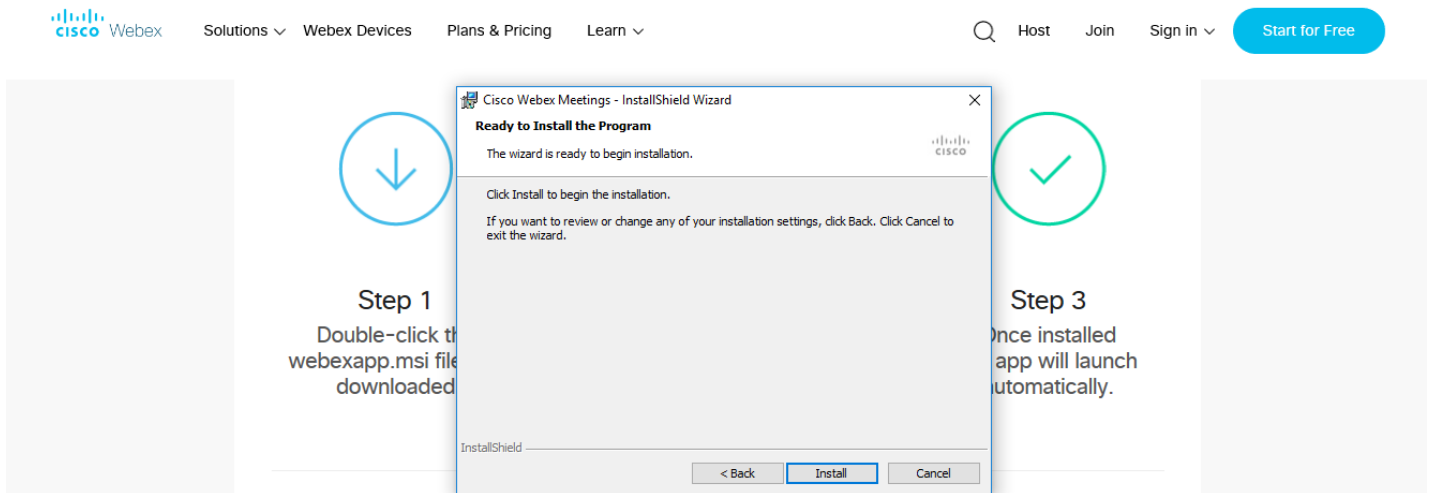 cisco Webex Solutions Webex Devices Plans & Pricing Learn Host Join Sign in Start for Free
Cisco Webex Meetings - InstallShield Wizard
Ready to Install the Program
The wizard is ready to begin installation.
cisco
Click Install to begin the installation.
If you want to review or change any of your installation settings, click Back. Click Cancel to
exit the wizard.
InstallShield
< Back Install Cancel
Step 1
Double-click
webexapp.msi
downloaded
Step 3
installed
app will launch